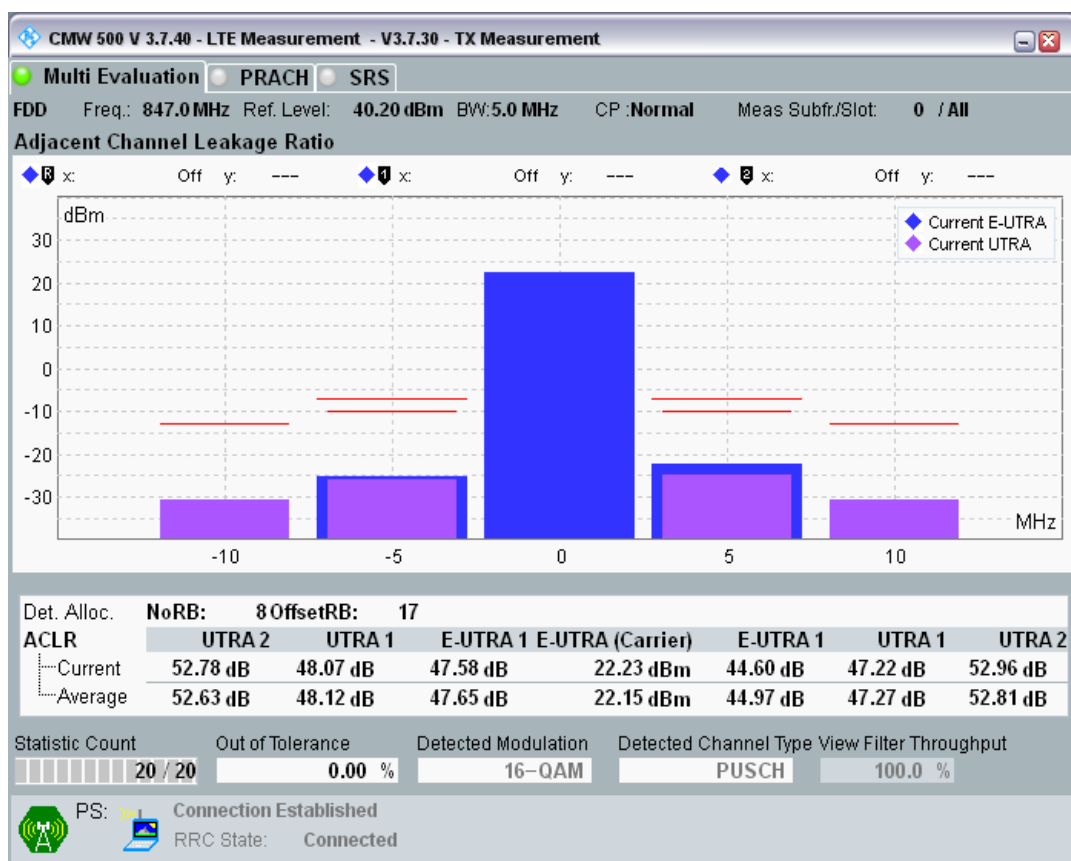 CMW 500 V 3.7.40 - LTE Measurement - V3.7.30 - TX Measurement
Multi Evaluation PRACH SRS
FDD Freq.: 847.0 MHz Ref. Level: 40.20 dBm BW:5.0 MHz CP :Normal Meas Subfr./Slot: 0 / All
Adjacent Channel Leakage Ratio
R x: Off y: --- 1 x: Off y: --- 2 x: Off y: ---
dBm
Current E-UTRA
Current UTRA
30
20
10
0
-10
-20
-30
MHz
-10 -5 0 5 10
Det. Alloc. NoRB: 8 OffsetRB: 17
ACLR UTRA 2 UTRA 1 E-UTRA 1 E-UTRA (Carrier) E-UTRA 1 UTRA 1 UTRA 2
Current 52.78 dB 48.07 dB 47.58 dB 22.23 dBm 44.60 dB 47.22 dB 52.96 dB
Average 52.63 dB 48.12 dB 47.65 dB 22.15 dBm 44.97 dB 47.27 dB 52.81 dB
Statistic Count Out of Tolerance Detected Modulation Detected Channel Type View Filter Throughput
20 / 20 0.00 % 16-QAM PUSCH 100.0 %
PS: Connection Established
RRC State: Connected